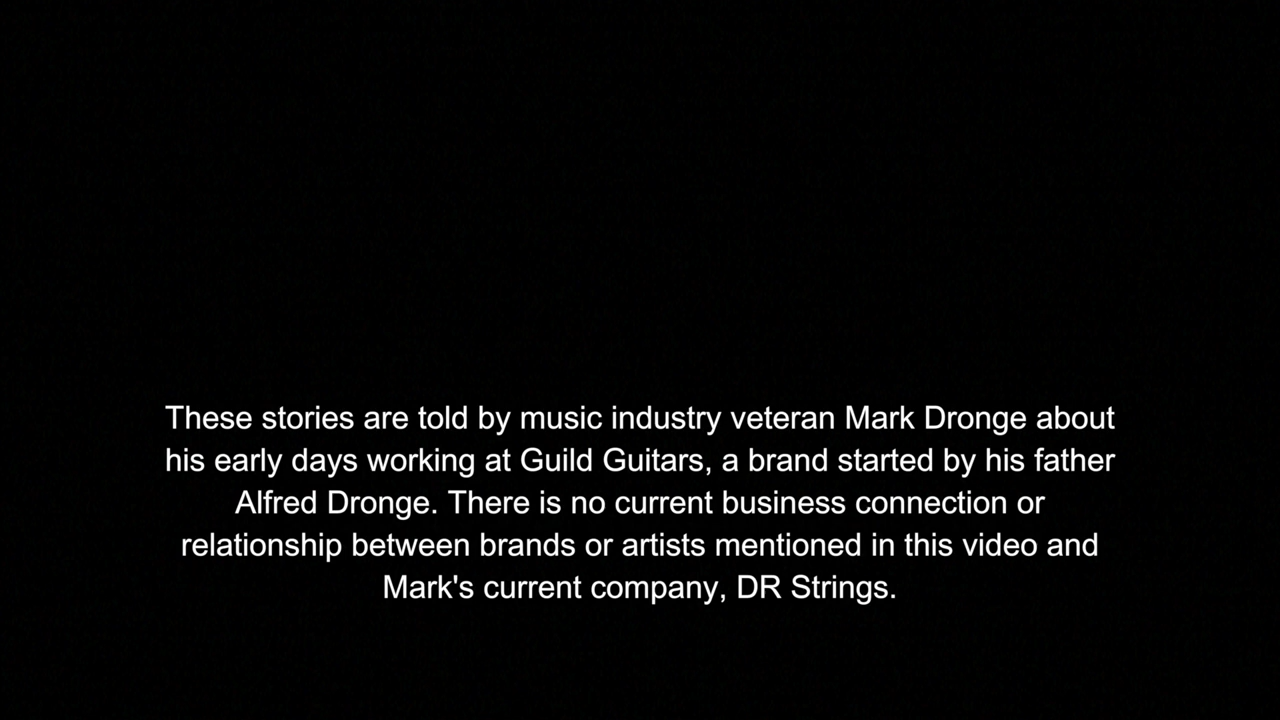 These stories are told by music industry veteran Mark Dronge about
his early days working at Guild Guitars, a brand started by his father
Alfred Dronge. There is no current business connection or
relationship between brands or artists mentioned in this video and
Mark's current company, DR Strings.